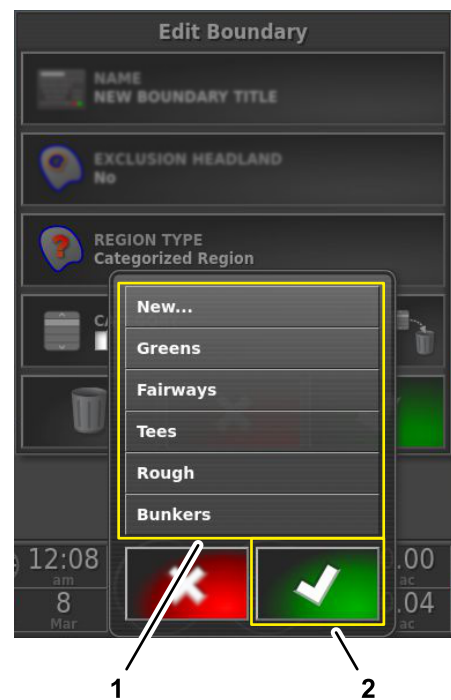 Edit Boundary
NAME
NEW BOUNDARY TITLE
EXCLUSION HEADLAND
No
REGION TYPE
Categorized Region
New...
Greens
Fairways
Tees
Rough
Bunkers
12:08
am
8
Mar
.00
ac
.04
ac
1
2